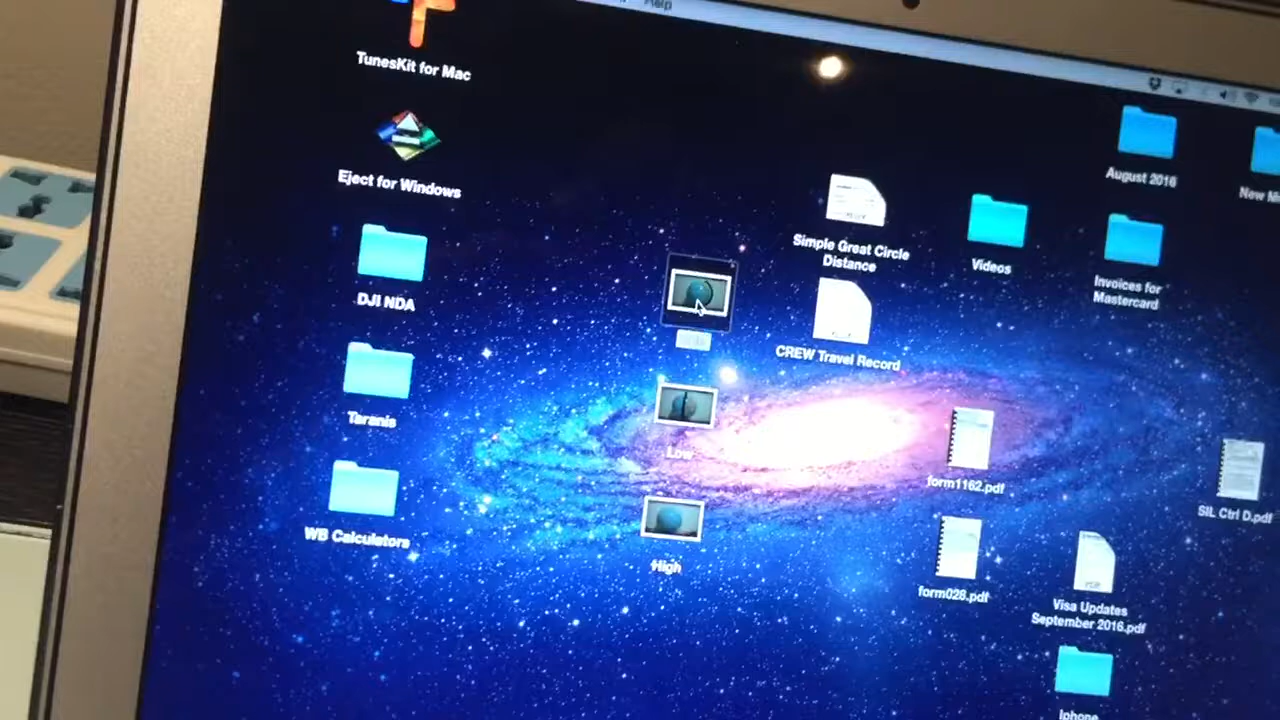 Help
TunesKit for Mac
Eject for Windows
DJI NDA
Taranis
WB Calculators
Low
High
Simple Great Circle
Distance
CREW Travel Record
Videos
August 2016
Invoices for
Mastercard
form1162.pdf
form028.pdf
SIL Ctrl D.pdf
Visa Updates
September 2016.pdf
Iphone
New